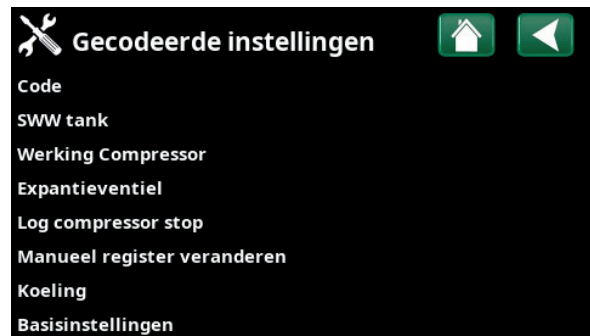 Gecodeerde instellingen
Code
SWW tank
Werking Compressor
Expantieventiel
Log compressor stop
Manueel register veranderen
Koeling
Basisinstellingen